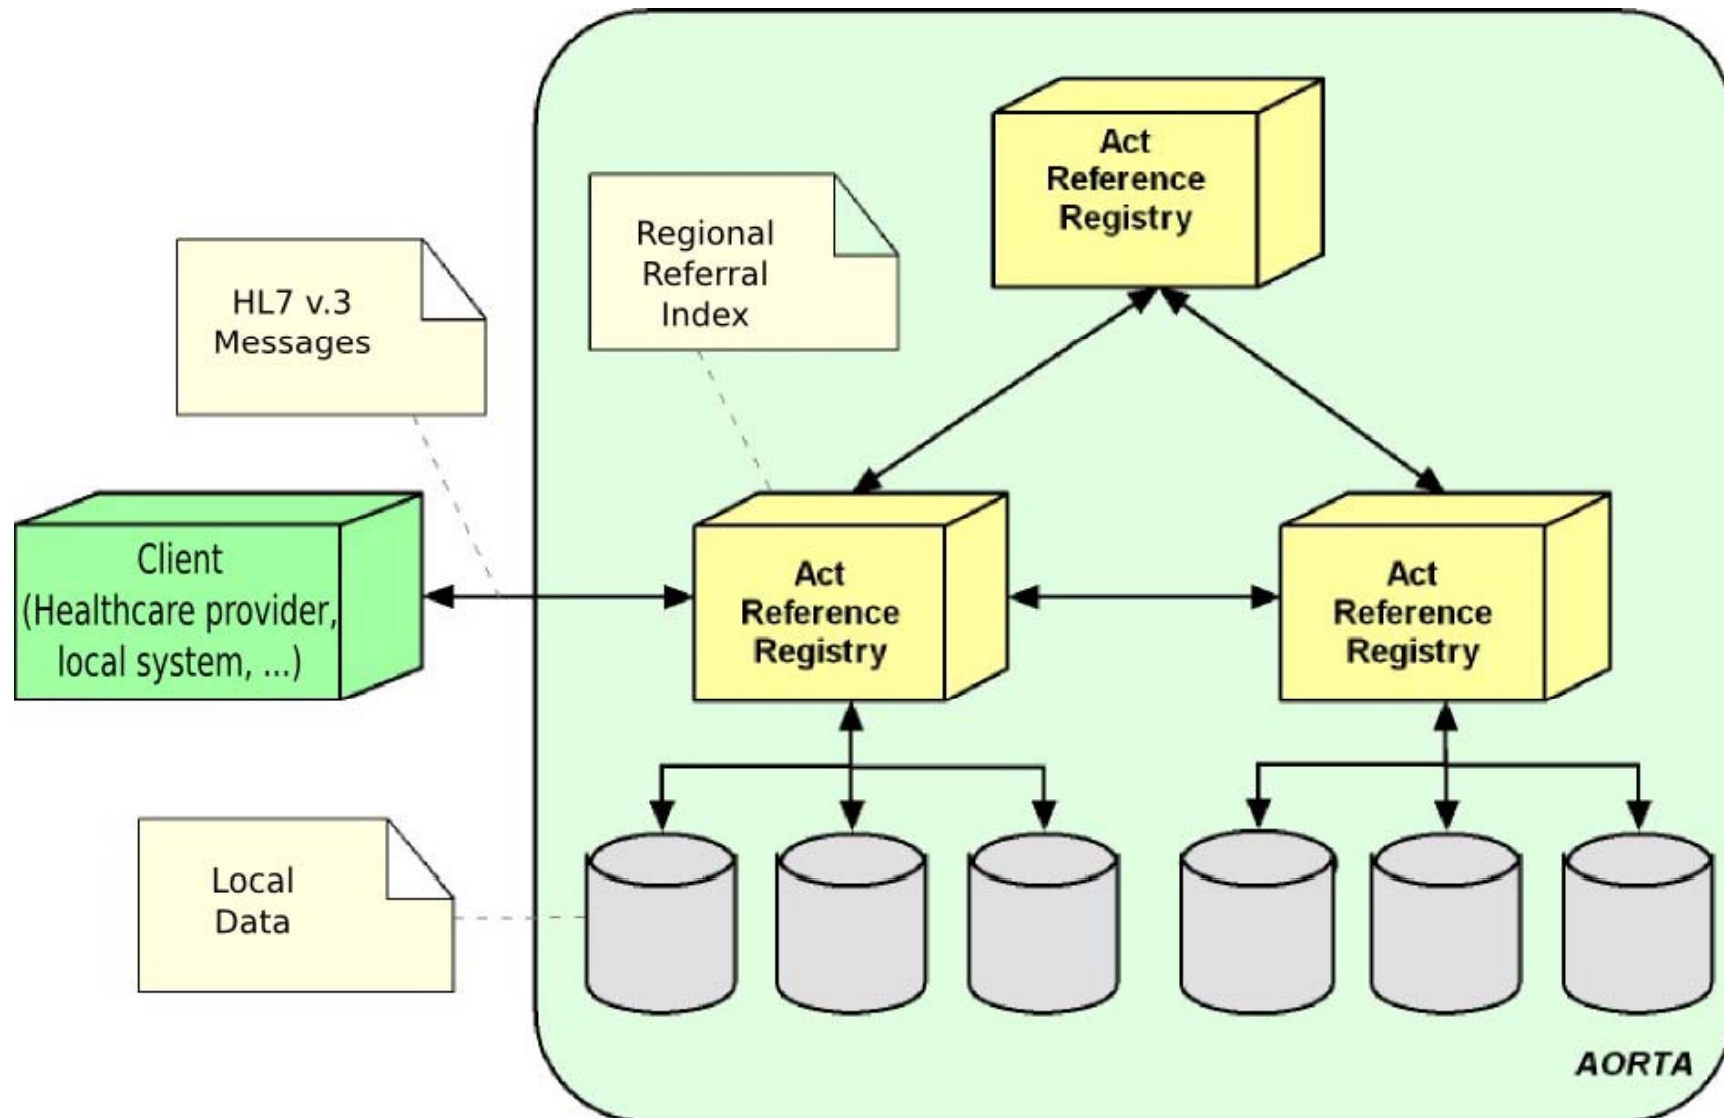 Act
Reference
Registry
Regional
Referral
Index
HL7 v.3
Messages
Client
(Healthcare provider,
local system, ...)
Act
Reference
Registry
Act
Reference
Registry
Local
Data
AORTA